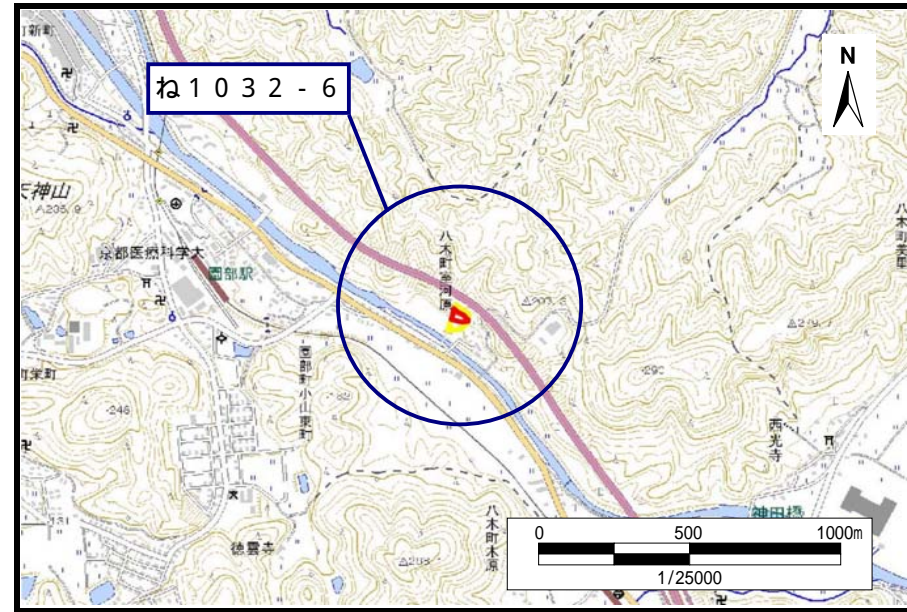 新町
N
ね1032-6
天神山
京都医療科学大
園部駅
八木町室河原
園部町小山東町
八木町木原
徳雲寺
西光寺
神田橋
0
500
1000m
1/25000